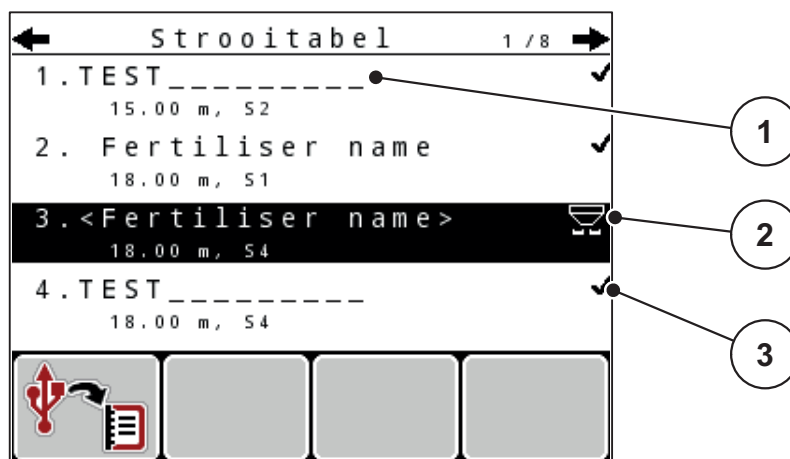 Strooitabel 1/8
1.TEST_________
15.00 m, S2
1
2. Fertiliser name
18.00 m, S1
3.<Fertiliser name>
18.00 m, S4
2
4.TEST_________
18.00 m, S4
3